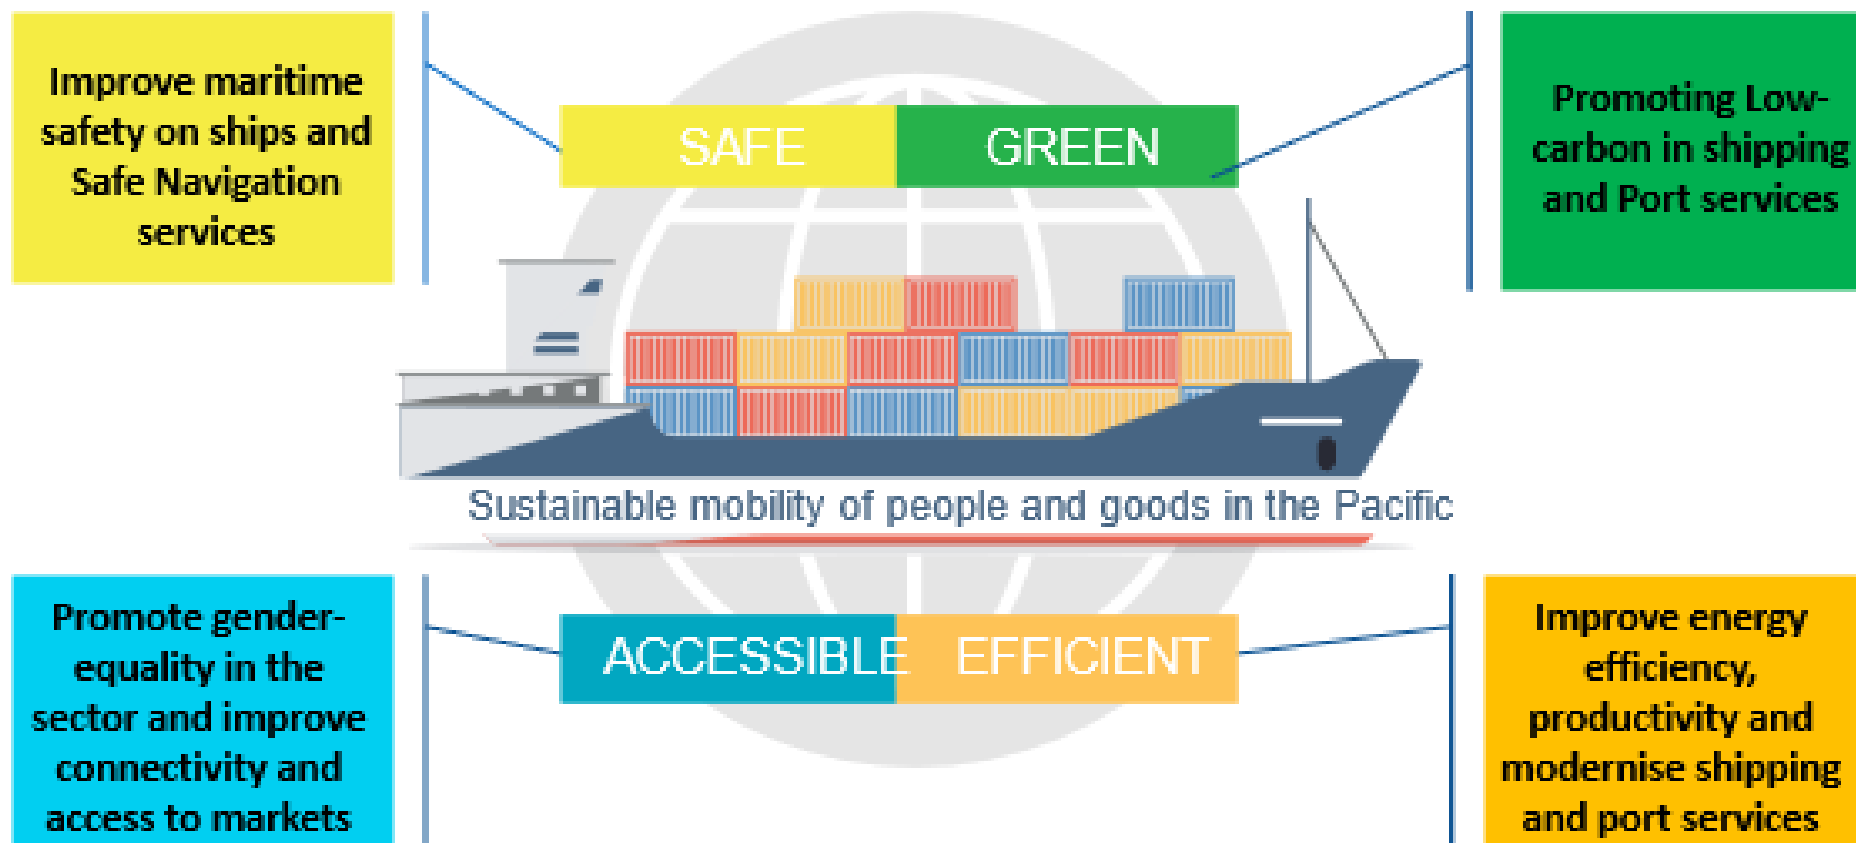 Improve maritime
safety on ships and
Safe Navigation
services
SAFE
GREEN
Promoting Low-
carbon in shipping
and Port services
Sustainable mobility of people and goods in the Pacific
Promote gender-
equality in the
sector and improve
connectivity and
access to markets
ACCESSIBLE
EFFICIENT
Improve energy
efficiency,
productivity and
modernise shipping
and port services